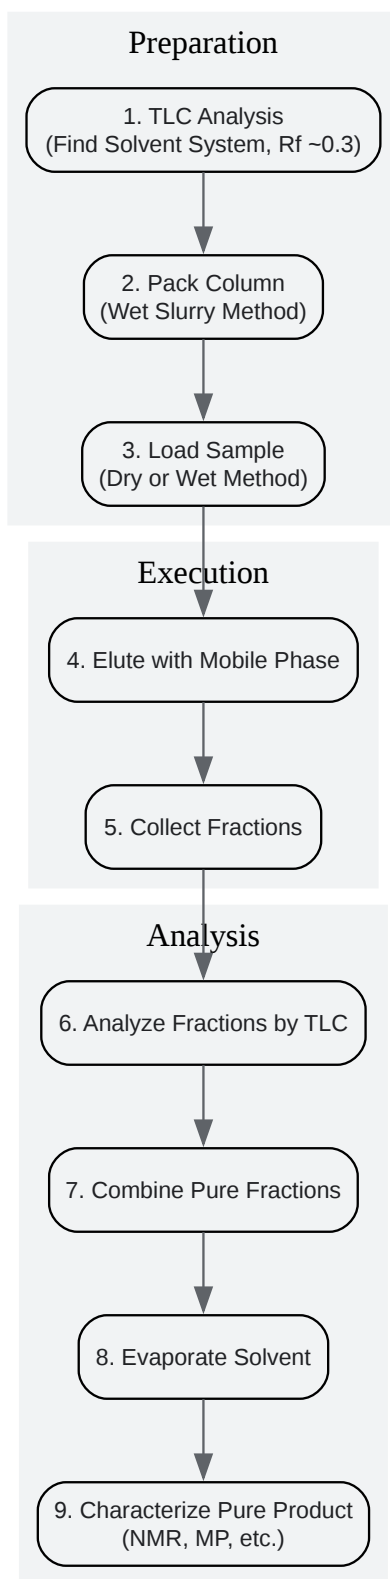 Preparation
1. TLC Analysis
(Find Solvent System, Rf ~0.3)
2. Pack Column
(Wet Slurry Method)
3. Load Sample
(Dry or Wet Method)
Execution
4. Elute with Mobile Phase
5. Collect Fractions
Analysis
6. Analyze Fractions by TLC
7. Combine Pure Fractions
8. Evaporate Solvent
9. Characterize Pure Product
(NMR, MP, etc.)